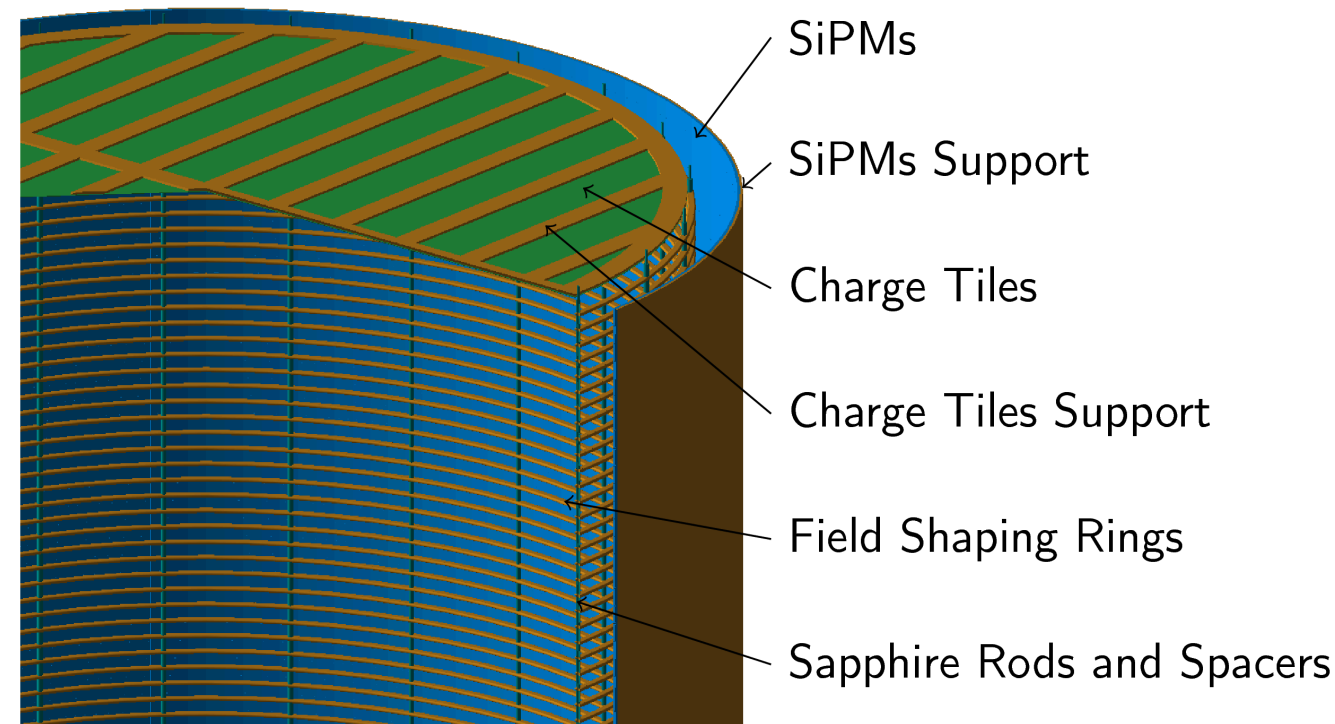 SiPMs
SiPMs Support
Charge Tiles
Charge Tiles Support
Field Shaping Rings
Sapphire Rods and Spacers